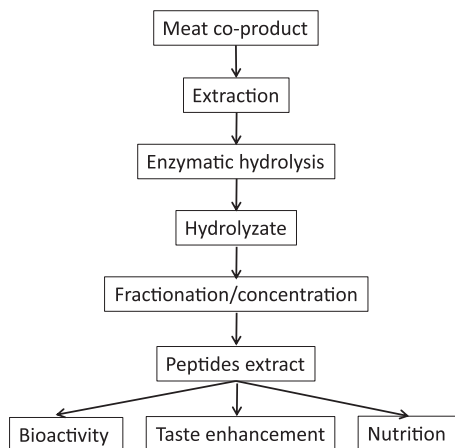 Meat co-product
Extraction
Enzymatic hydrolysis
Hydrolyzate
Fractionation/concentration
Peptides extract
Bioactivity
Taste enhancement
Nutrition